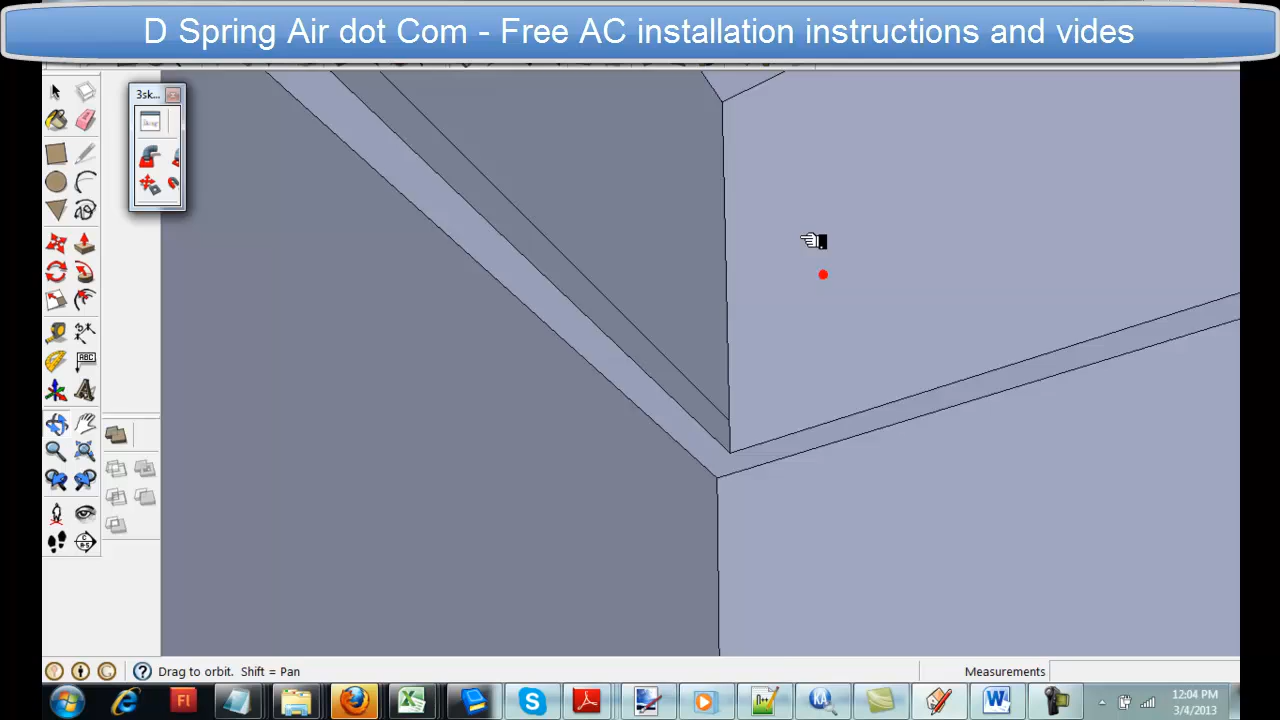 D Spring Air dot Com - Free AC installation instructions and vides
3sk...
ABC
Drag to orbit. Shift = Pan
Measurements
12:04 PM
3/4/2013